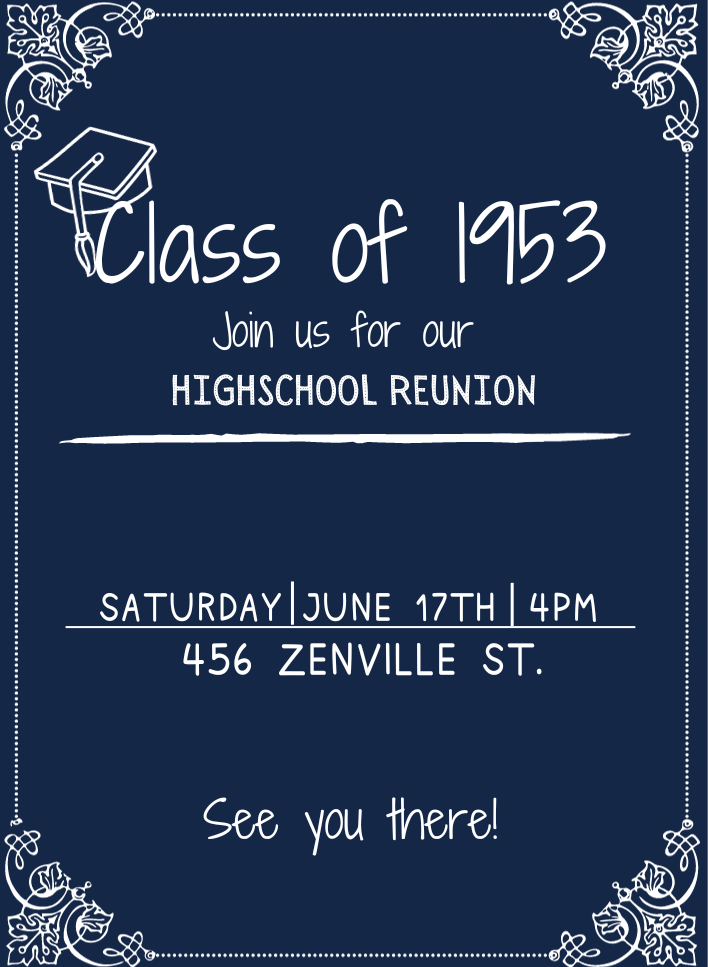 Class of 1953
Join us for our
HIGHSCHOOL REUNION
SATURDAY|JUNE 17TH | 4PM
456 ZENVILLE ST.
See you there!